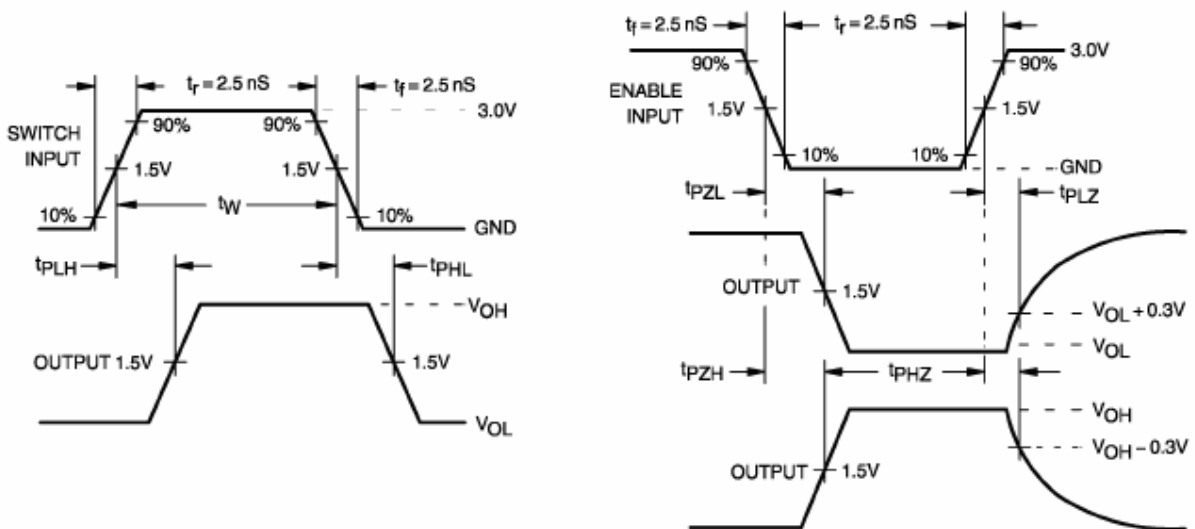 tr = 2.5 nS
tf = 2.5 nS
3.0V
SWITCH
INPUT
90%
90%
1.5V
1.5V
10%
tW
10%
GND
tPLH
tPHL
VOH
OUTPUT 1.5V
1.5V
VOL
tf = 2.5 nS
tr = 2.5 nS
3.0V
90%
90%
ENABLE
INPUT
1.5V
1.5V
10%
10%
GND
tPZL
tPLZ
OUTPUT
1.5V
VOL + 0.3V
VOL
tPZH
tPHZ
VOH
VOH – 0.3V
OUTPUT
1.5V